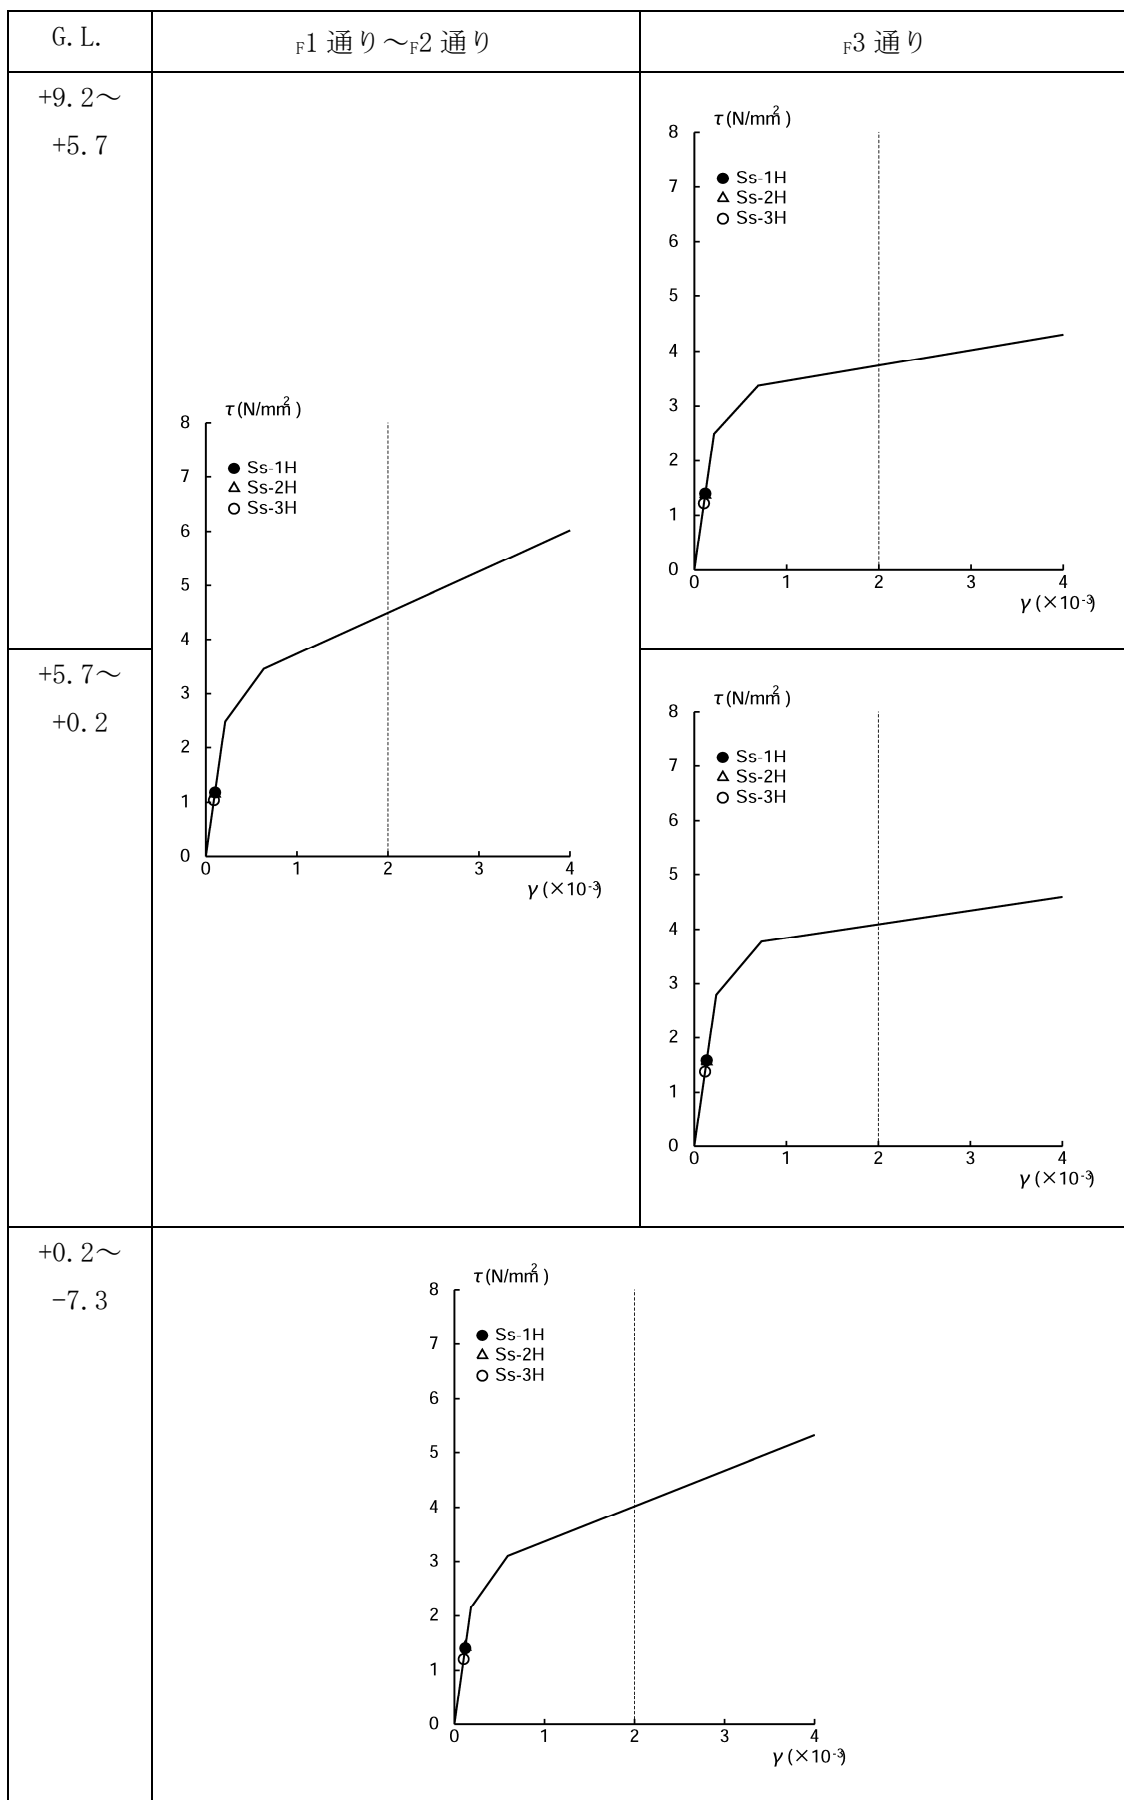 G.L.
F1 通り～F2 通り
F3 通り
+9.2～
+5.7
τ(N/mm2)
8
7
6
5
4
3
2
1
0
● Ss-1H
△ Ss-2H
○ Ss-3H
0 1 2 3 4
γ(×10-3)
τ(N/mm2)
8
7
6
5
4
3
2
1
0
● Ss-1H
△ Ss-2H
○ Ss-3H
0 1 2 3 4
γ(×10-3)
+5.7～
+0.2
τ(N/mm2)
8
7
6
5
4
3
2
1
0
● Ss-1H
△ Ss-2H
○ Ss-3H
0 1 2 3 4
γ(×10-3)
+0.2～
-7.3
τ(N/mm2)
8
7
6
5
4
3
2
1
0
● Ss-1H
△ Ss-2H
○ Ss-3H
0 1 2 3 4
γ(×10-3)